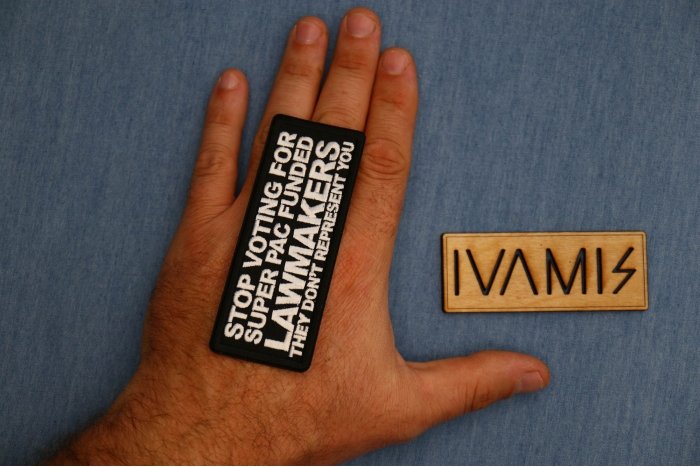 STOP VOTING FOR
SUPER PAC FUNDED
LAWMAKERS
THEY DON'T REPRESENT YOU
IVAMIS